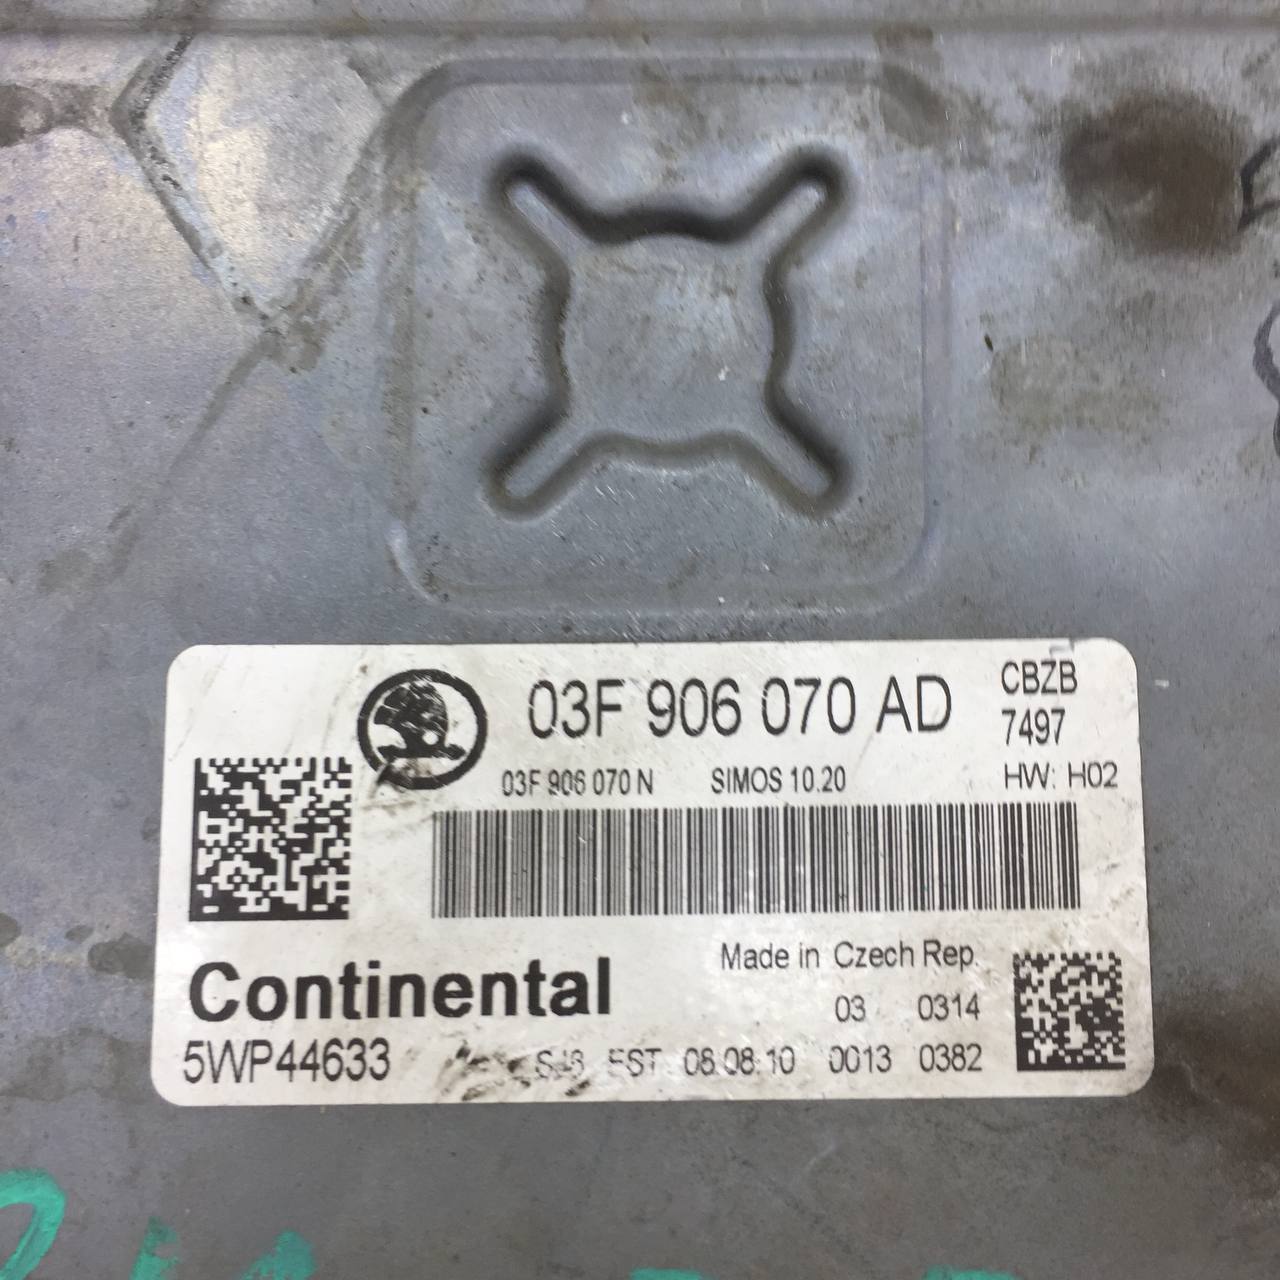 03F 906 070 AD
CBZB
7497
03F 906 070 N SIMOS 10.20 HW: H02
Continental
Made in Czech Rep.
03 0314
5WP44633 EST 08.08.10 0013 0382